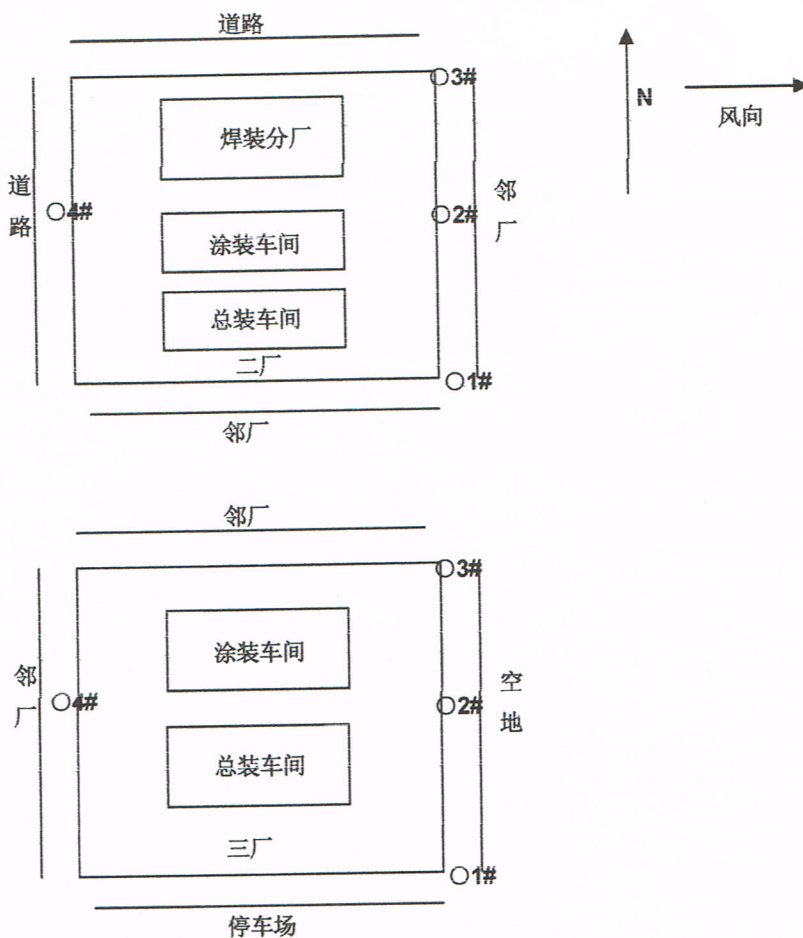 道路
○3#
N
风向
焊装分厂
道路
○4#
○2#
邻厂
涂装车间
总装车间
二厂
○1#
邻厂
邻厂
○3#
涂装车间
邻厂
○4#
○2#
空地
总装车间
三厂
○1#
停车场